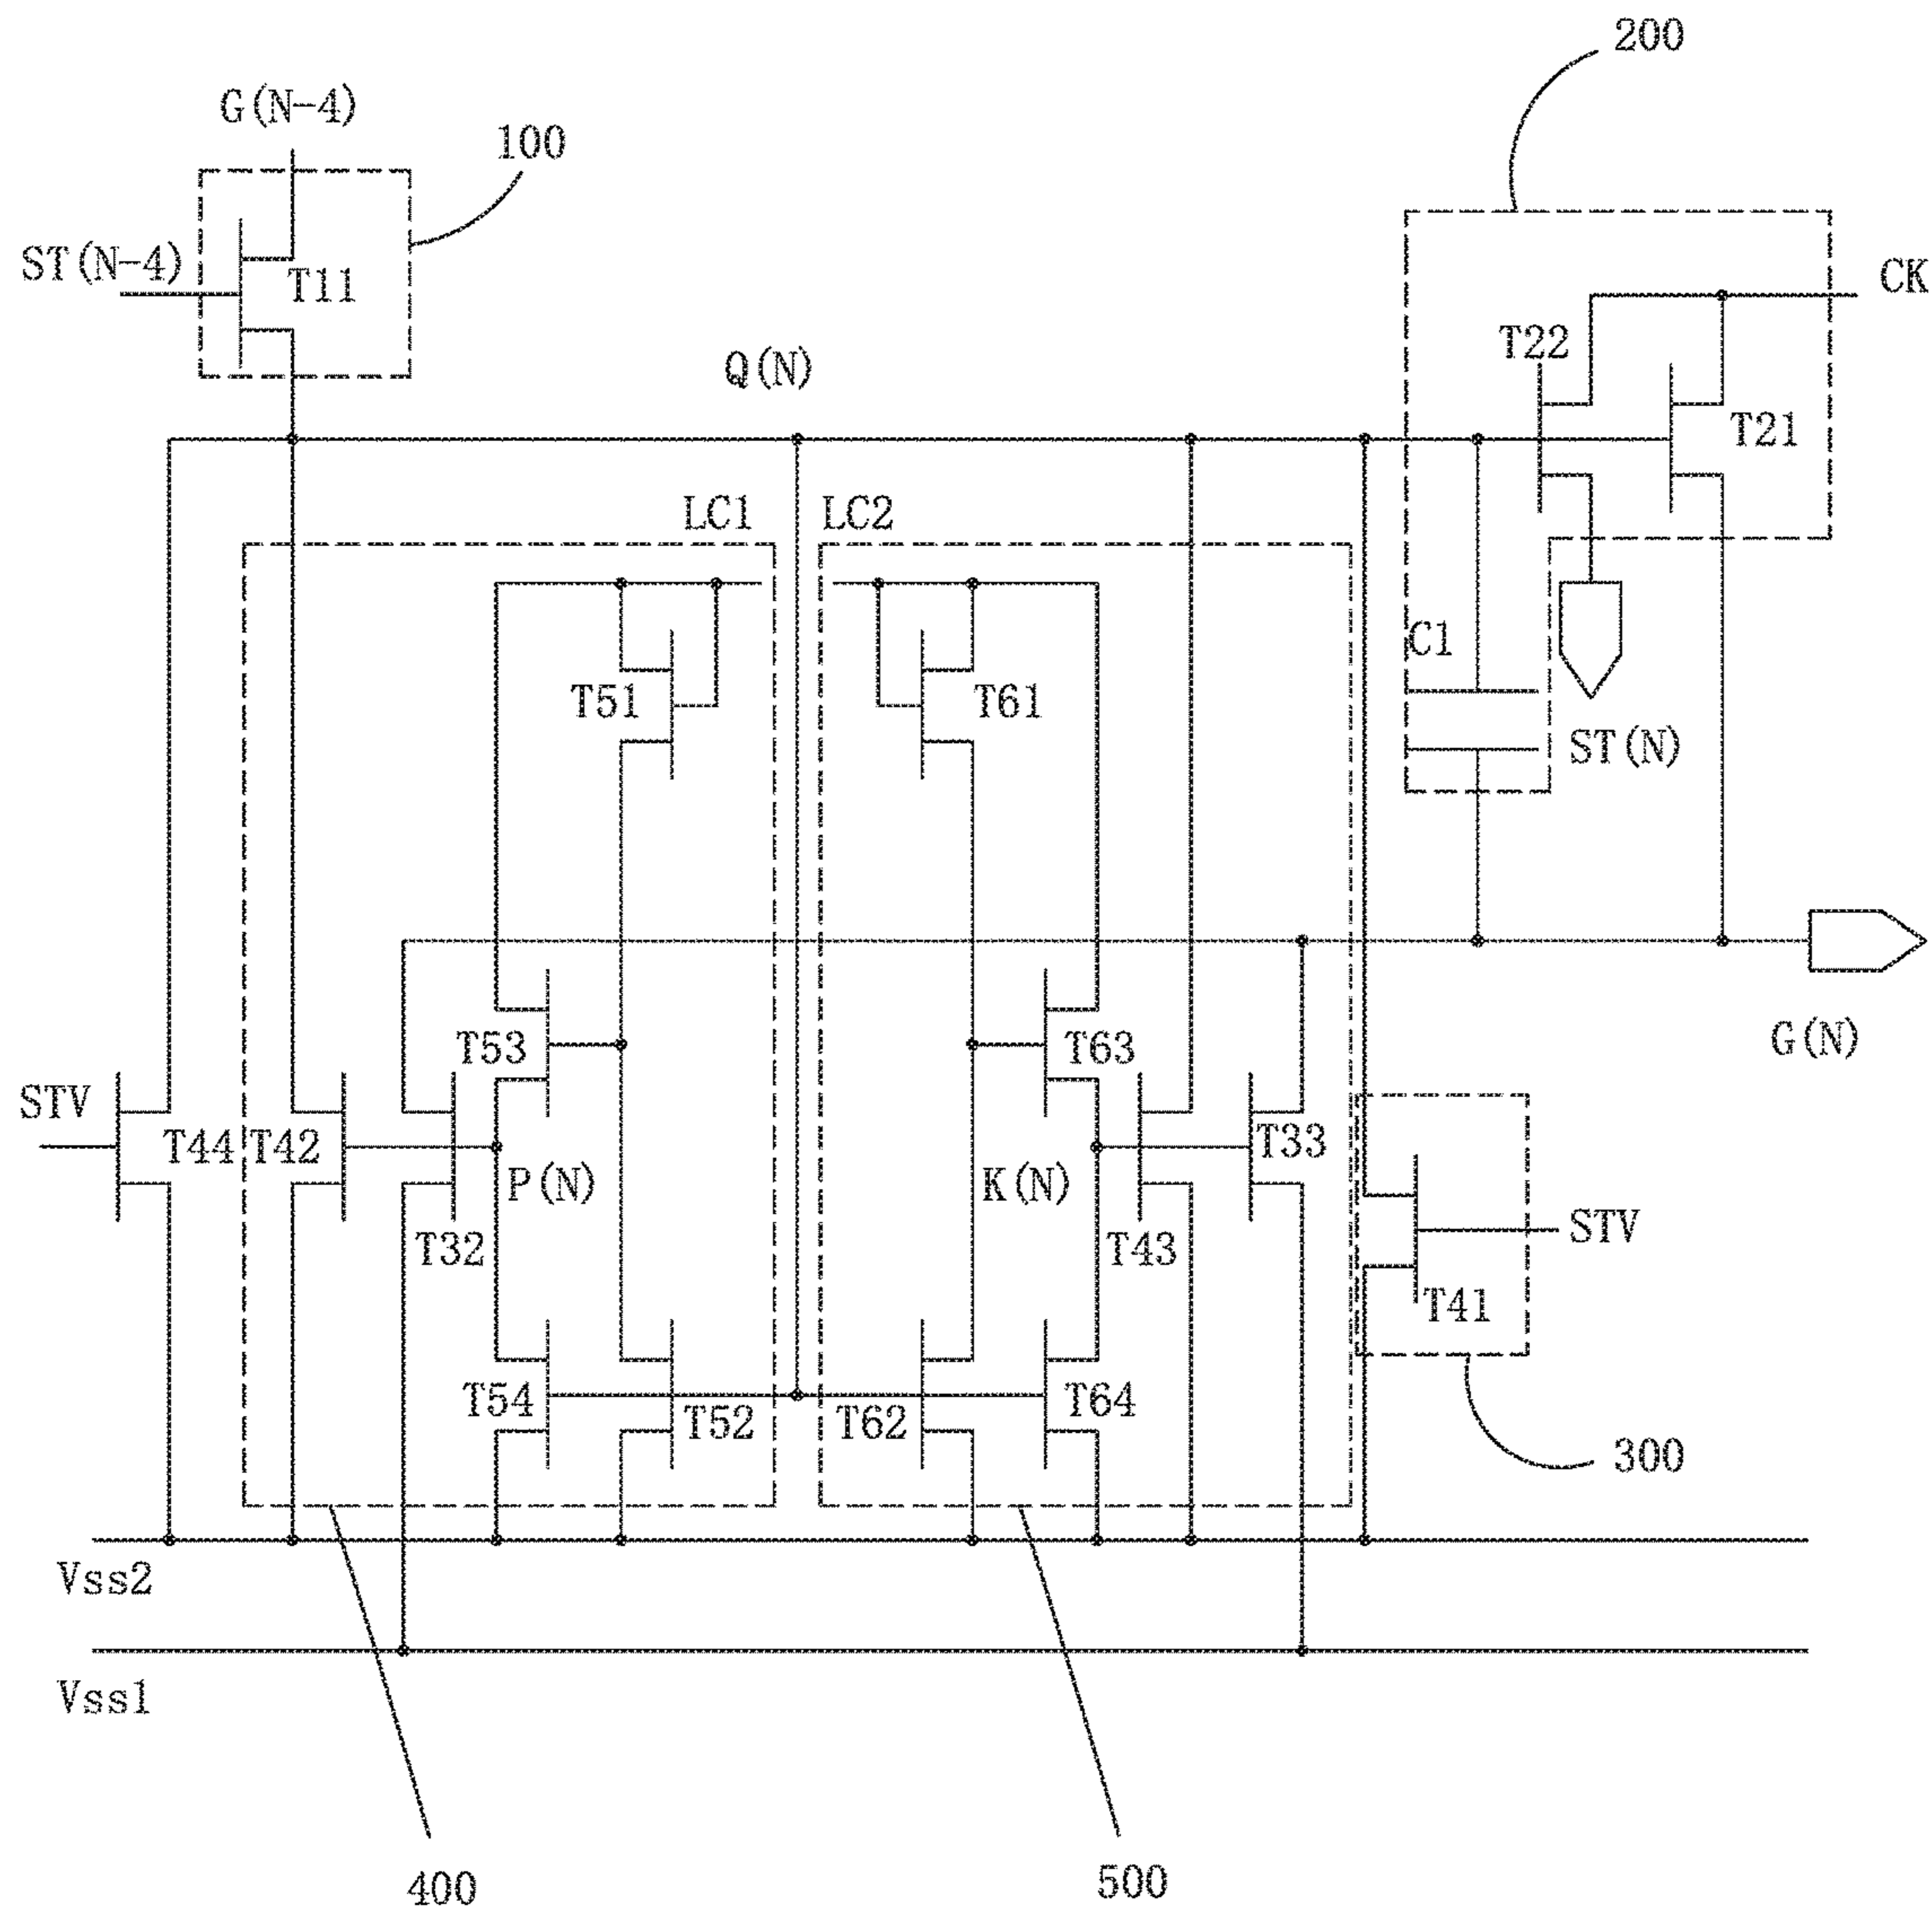 200
G(N-4)
100
ST(N-4)
T11
CK
T22
Q(N)
T21
LC1
LC2
C1
T51
T61
ST(N)
T53
T63
G(N)
STV
T44
T42
T33
P(N)
K(N)
T32
T43
STV
T41
T54
T52
T62
T64
300
Vss2
Vss1
400
500